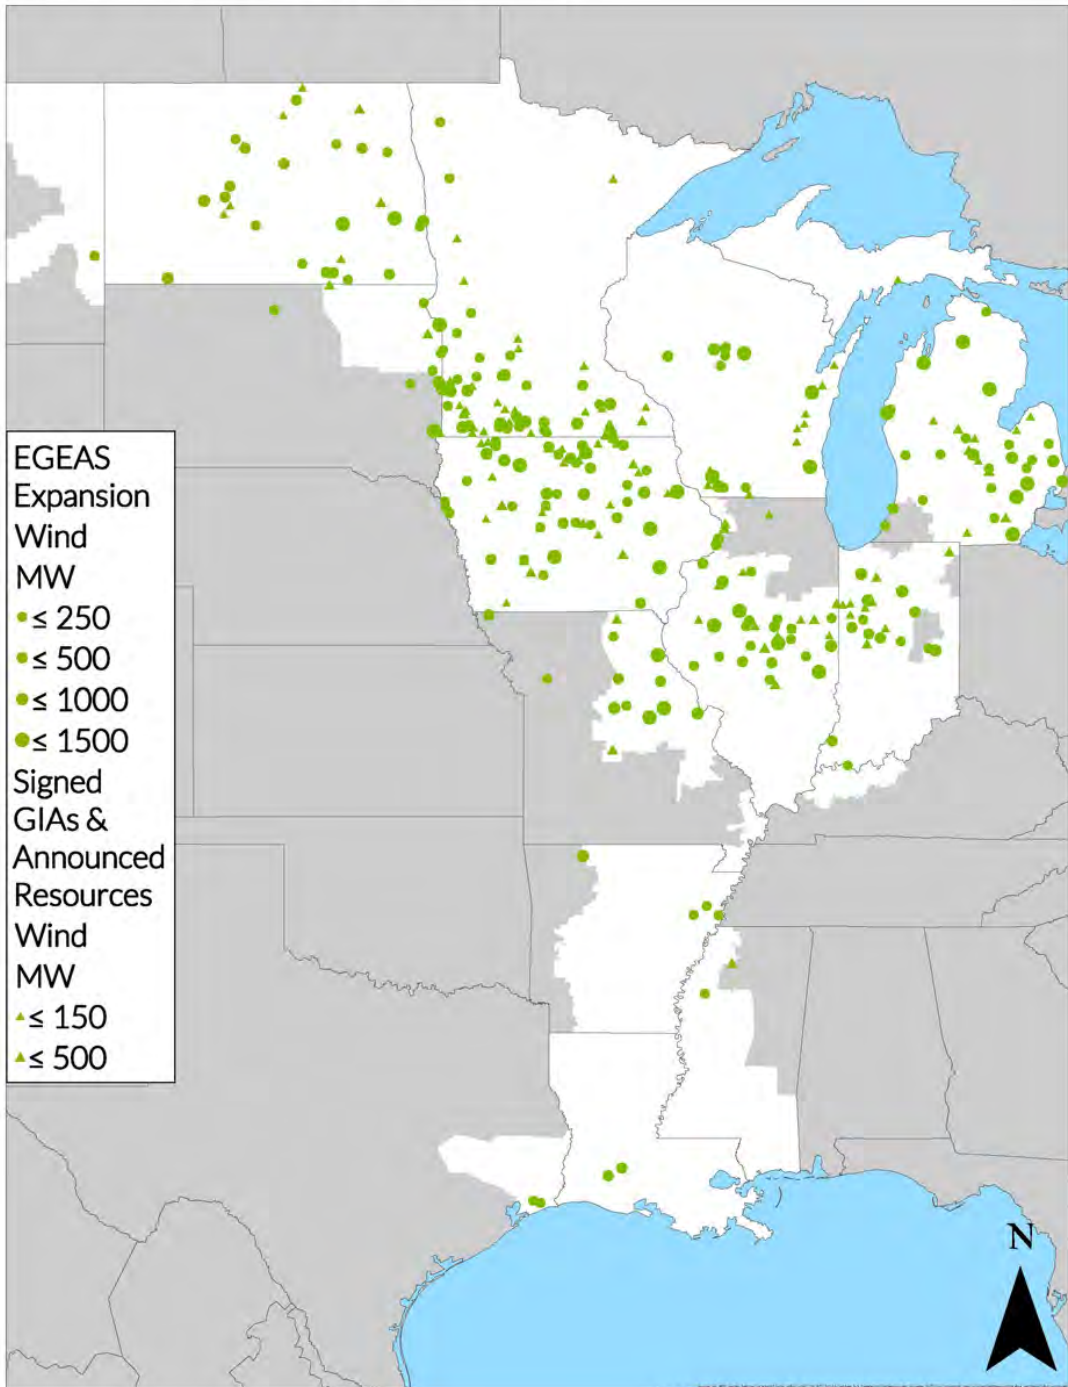 EGEAS
Expansion
Wind
MW
≤ 250
≤ 500
≤ 1000
≤ 1500
Signed
GIAs &
Announced
Resources
Wind
MW
≤ 150
≤ 500
N